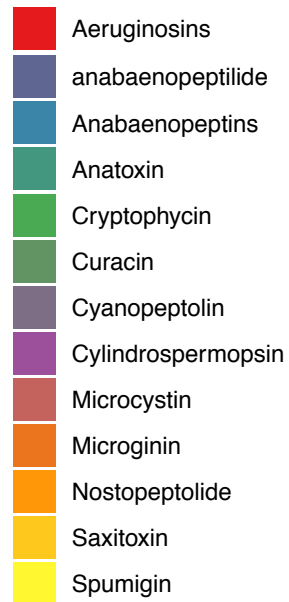 Aeruginosins
anabaenopeptilide
Anabaenopeptins
Anatoxin
Cryptophycin
Curacin
Cyanopeptolin
Cylindrospermopsin
Microcystin
Microginin
Nostopeptolide
Saxitoxin
Spumigin